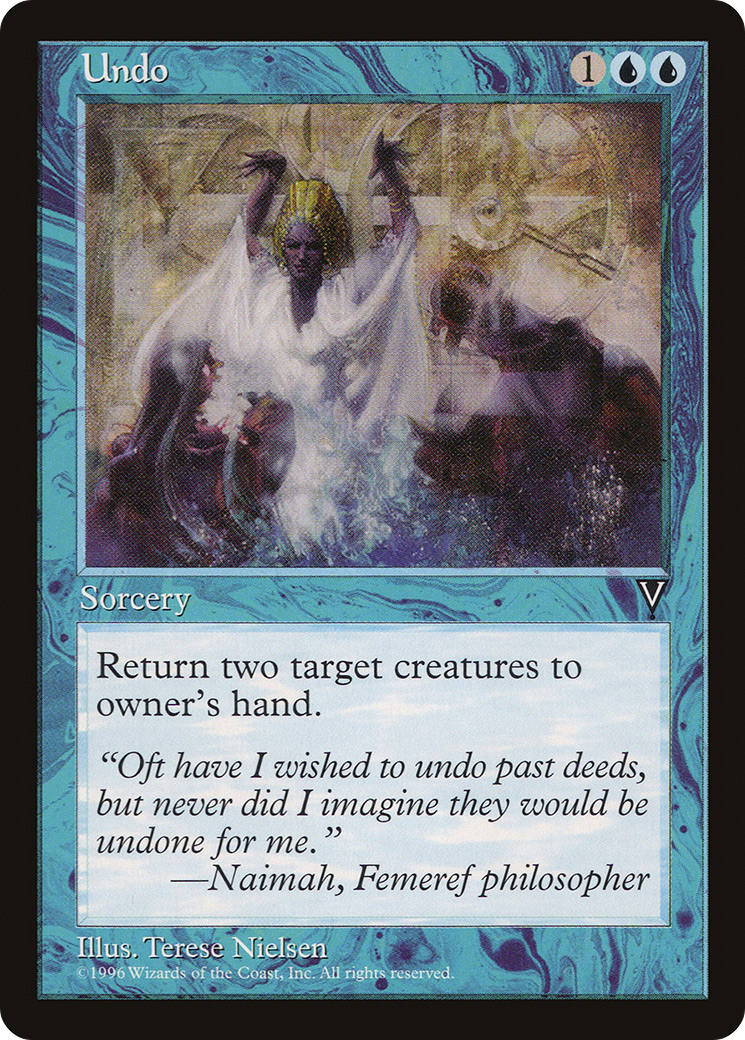 Undo
1
Sorcery
V
Return two target creatures to
owner's hand.
“Oft have I wished to undo past deeds,
but never did I imagine they would be
undone for me.”
—Naimah, Femeref philosopher
Illus. Terese Nielsen
©1996 Wizards of the Coast, Inc. All rights reserved.